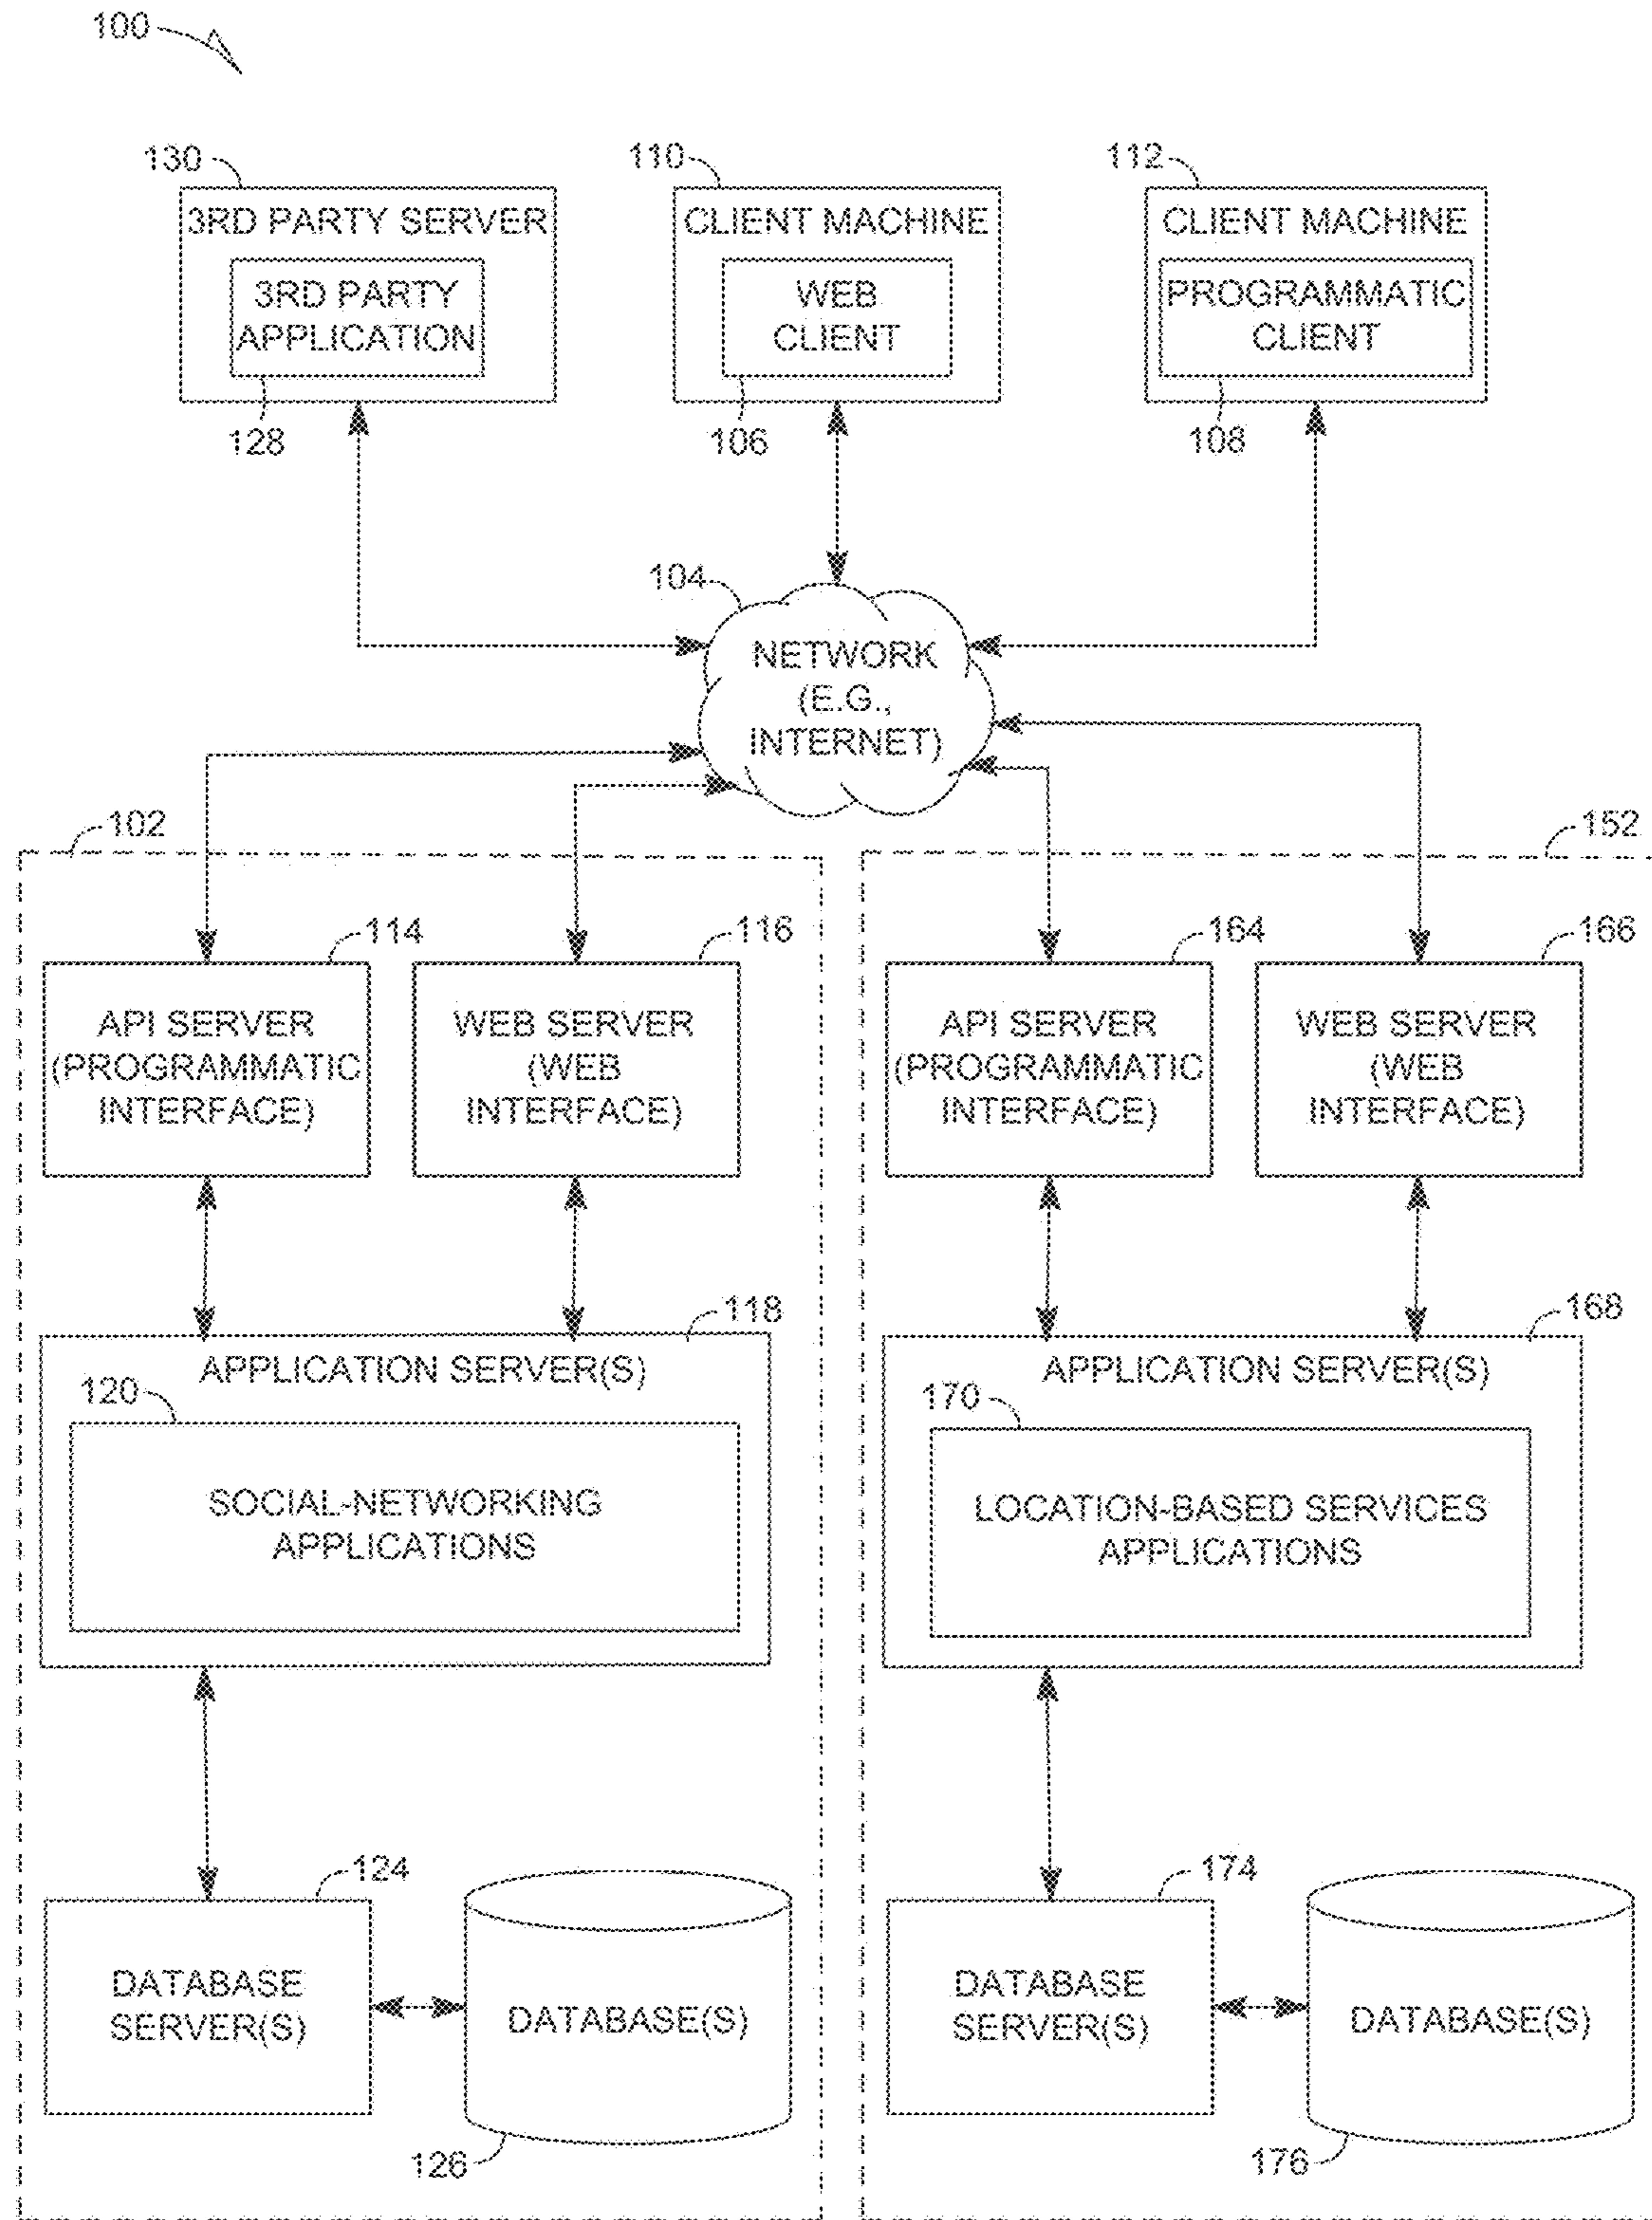 100
130
110
112
3RD PARTY SERVER
CLIENT MACHINE
CLIENT MACHINE
3RD PARTY
APPLICATION
WEB
CLIENT
PROGRAMMATIC
CLIENT
128
106
108
104
NETWORK
(E.G.,
INTERNET)
102
152
114
116
164
166
API SERVER
(PROGRAMMATIC
INTERFACE)
WEB SERVER
(WEB
INTERFACE)
API SERVER
(PROGRAMMATIC
INTERFACE)
WEB SERVER
(WEB
INTERFACE)
118
168
APPLICATION SERVER(S)
APPLICATION SERVER(S)
120
170
SOCIAL-NETWORKING
APPLICATIONS
LOCATION-BASED SERVICES
APPLICATIONS
124
174
DATABASE
SERVER(S)
DATABASE(S)
DATABASE
SERVER(S)
DATABASE(S)
126
176